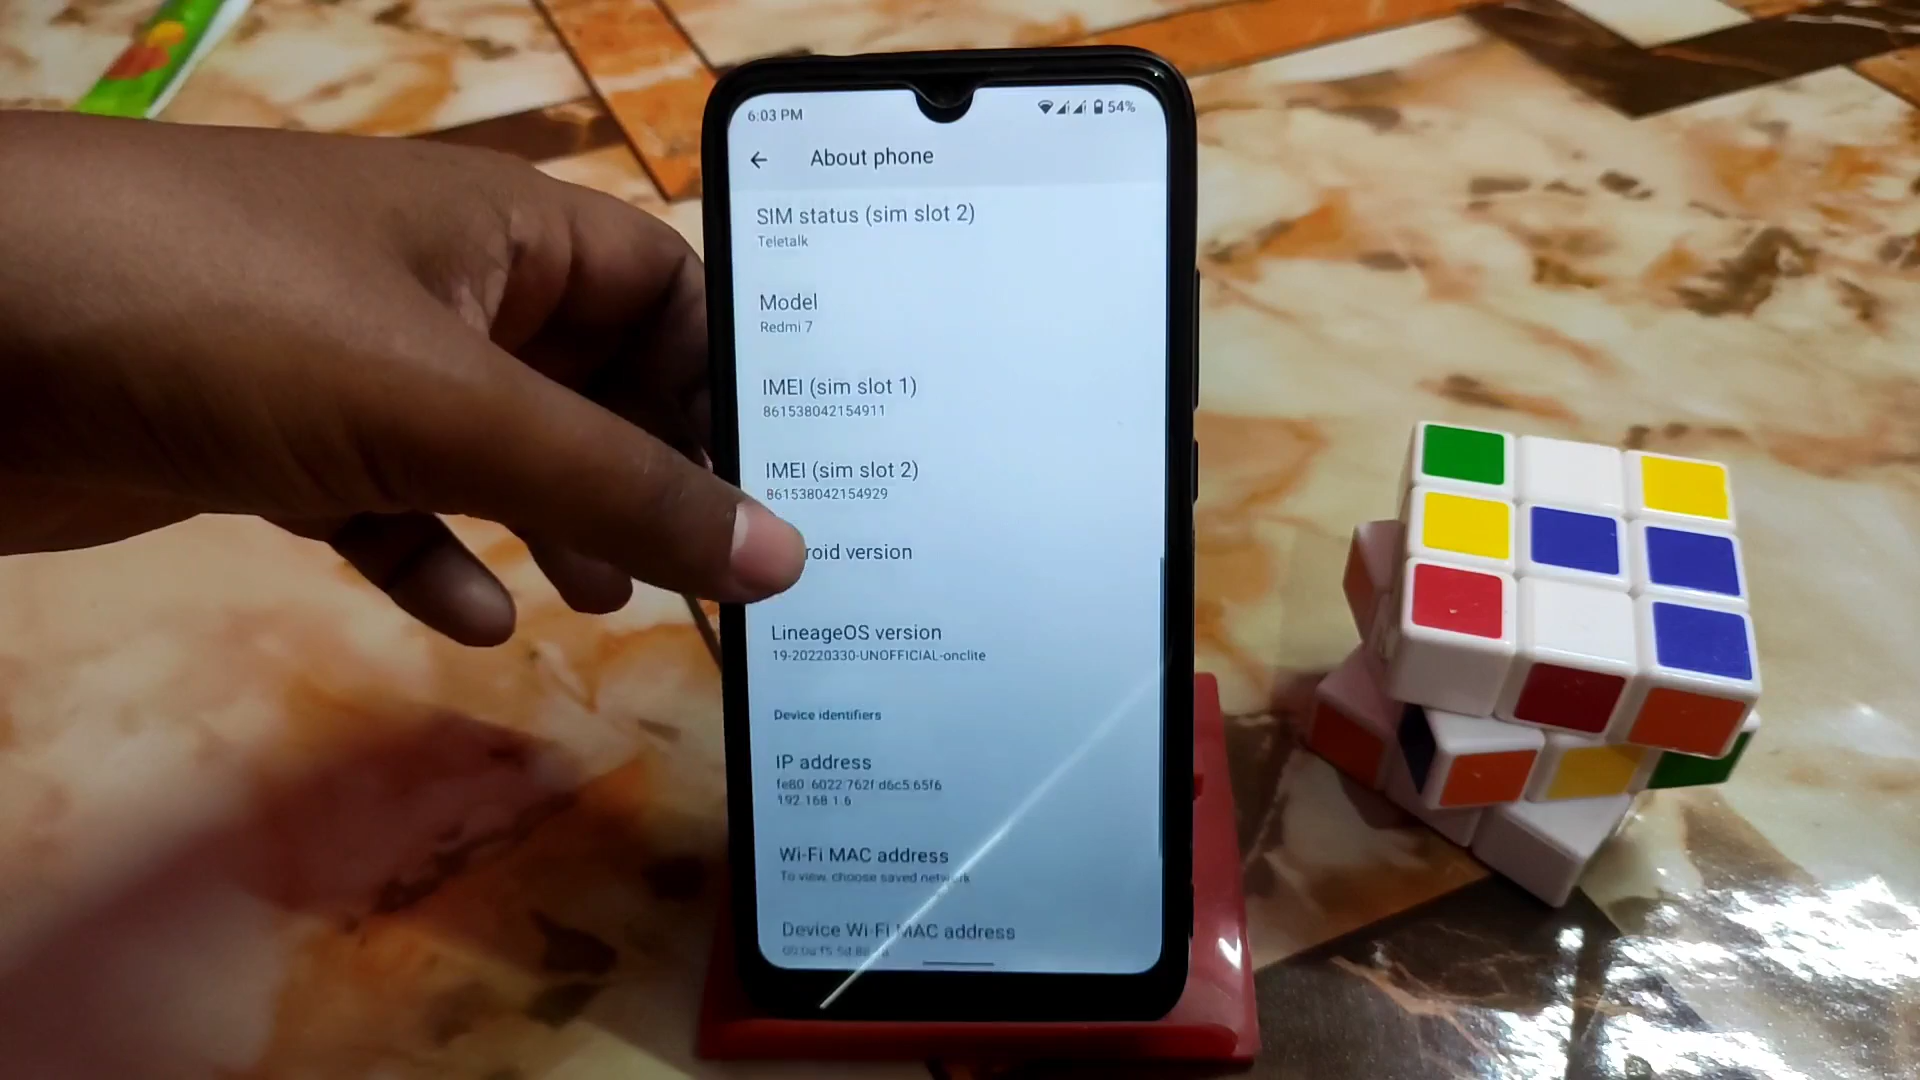 6:03 PM
54%
About phone
SIM status (sim slot 2)
Teletalk
Model
Redmi 7
IMEI (sim slot 1)
861538042154911
IMEI (sim slot 2)
861538042154929
roid version
LineageOS version
19-20220330-UNOFFICIAL-onclite
Device identifiers
IP address
fe80::6022:762f:d6c5:65f6
192.168.1.6
Wi-Fi MAC address
To view, choose saved network
Device Wi-Fi MAC address